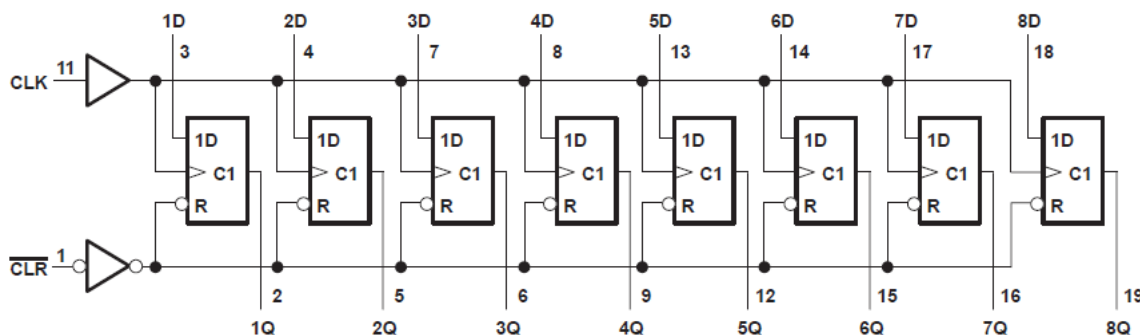 1D 2D 3D 4D 5D 6D 7D 8D
3 4 7 8 13 14 17 18
CLK 11
1D 1D 1D 1D 1D 1D 1D 1D
C1 C1 C1 C1 C1 C1 C1 C1
R R R R R R R R
CLR 1
2 5 6 9 12 15 16 19
1Q 2Q 3Q 4Q 5Q 6Q 7Q 8Q